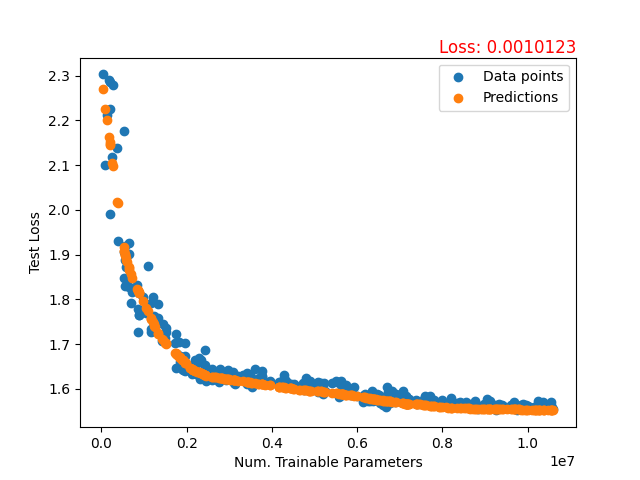 Loss: 0.0010123
Data points
Predictions
2.3
2.2
2.1
2.0
1.9
1.8
1.7
1.6
Test Loss
0.0
0.2
0.4
0.6
0.8
1.0
1e7
Num. Trainable Parameters